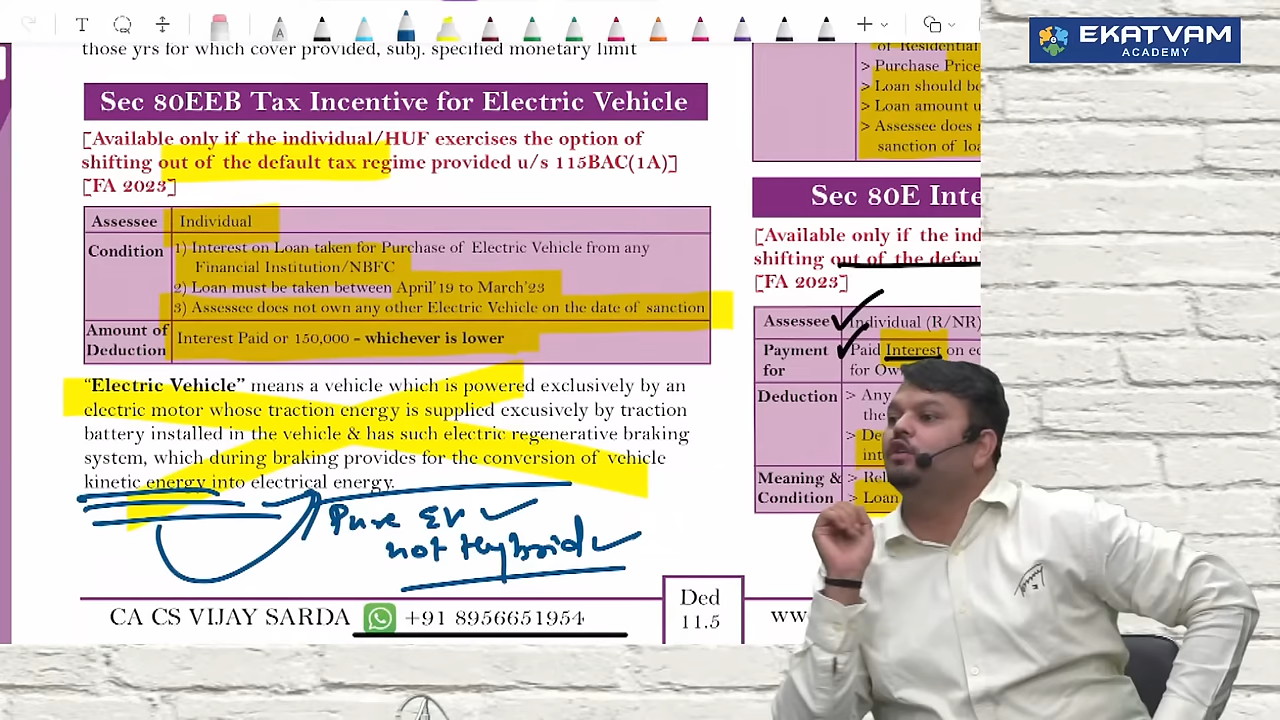 EKATVAM
ACADEMY
those yrs for which cover provided, subj. specified monetary limit
Sec 80EEB Tax Incentive for Electric Vehicle
[Available only if the individual/HUF exercises the option of
shifting out of the default tax regime provided u/s 115BAC(1A)]
[FA 2023]
Assessee Individual
Condition 1) Interest on Loan taken for Purchase of Electric Vehicle from any
Financial Institution/NBFC
2) Loan must be taken between April'19 to March'23
3) Assessee does not own any other Electric Vehicle on the date of sanction
Amount of Deduction Interest Paid or 150,000 - whichever is lower
"Electric Vehicle" means a vehicle which is powered exclusively by an
electric motor whose traction energy is supplied excusively by traction
battery installed in the vehicle & has such electric regenerative braking
system, which during braking provides for the conversion of vehicle
kinetic energy into electrical energy.
Pure EV
not Hybrid
CA CS VIJAY SARDA +91 8956651954
Ded
11.5
of Residential
> Purchase Price
> Loan should be
> Loan amount
> Assessee does
sanction of
Sec 80E
[Available only if the
shifting out of the
[FA 2023]
Assessee Individual (R/NR)
Payment for Paid Interest on
for
Deduction > Any
the
>
Meaning & Condition >
> Loan